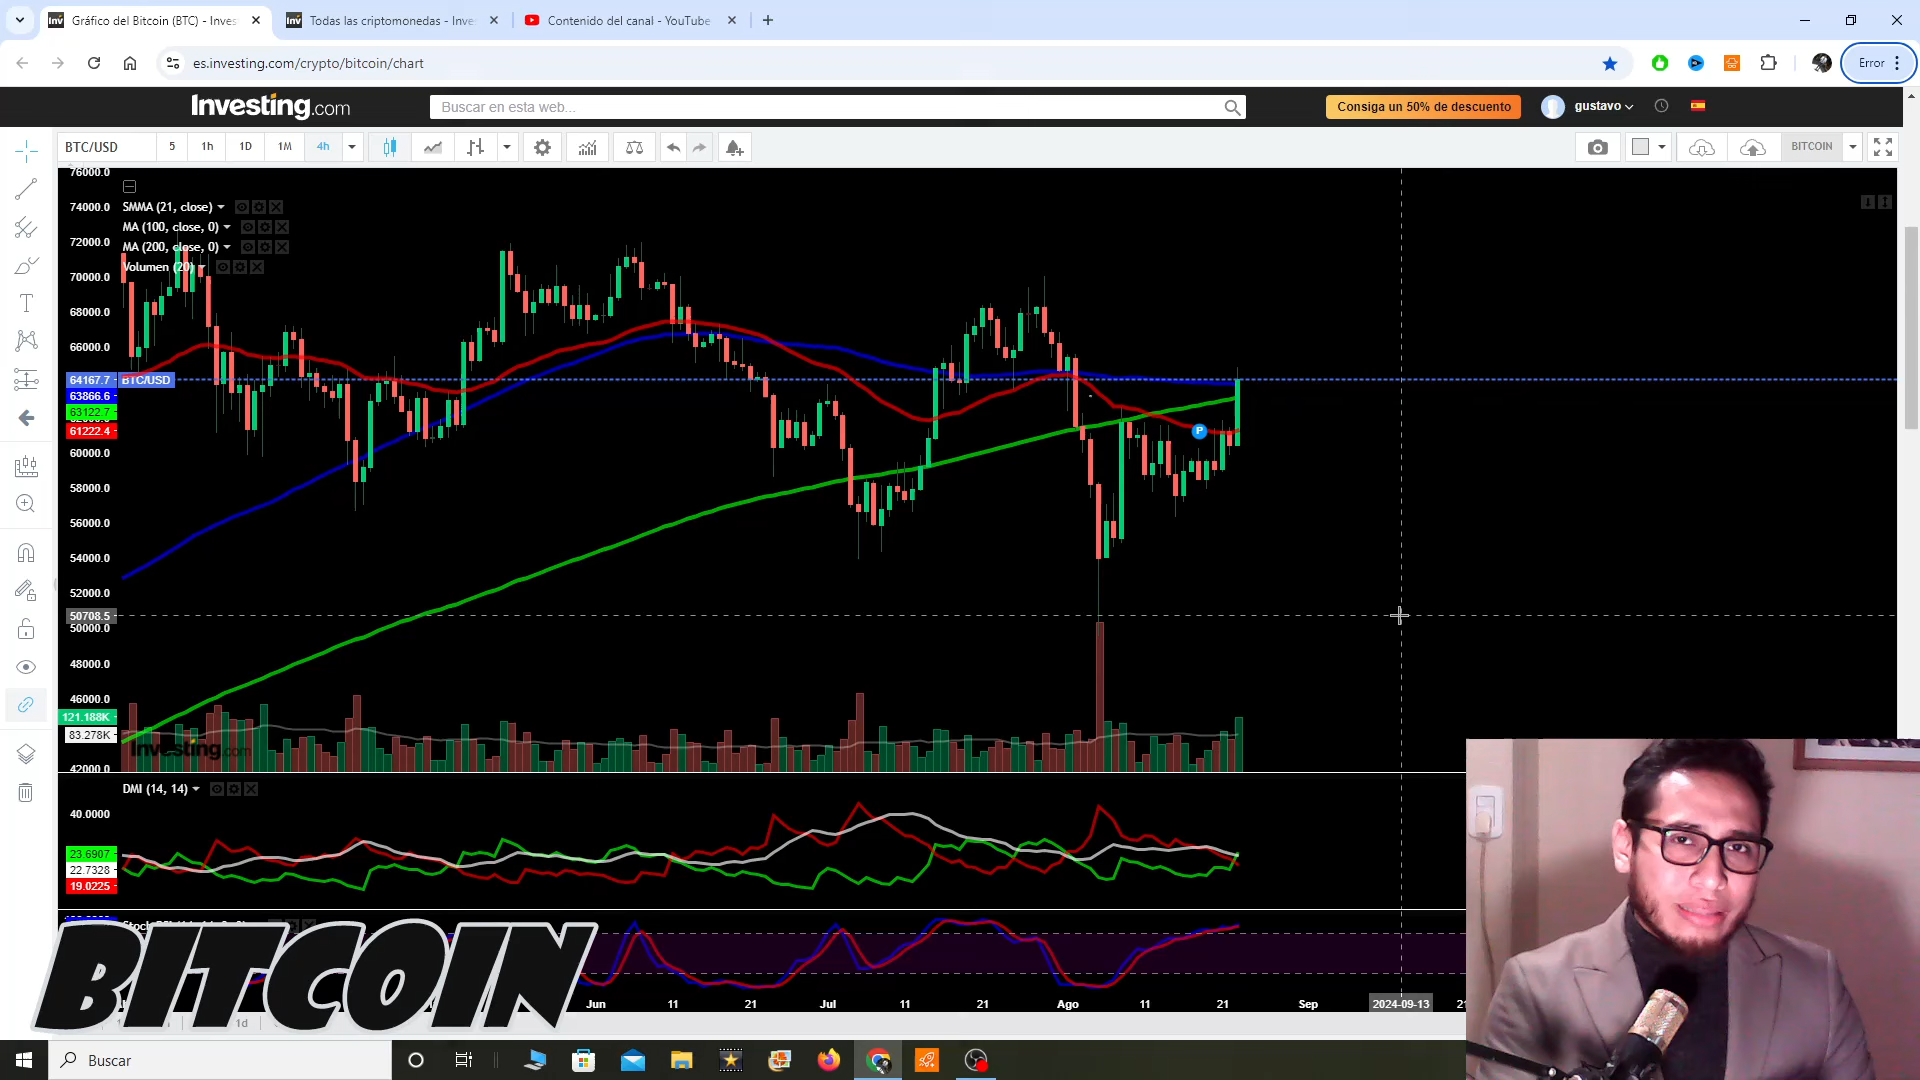 Gráfico del Bitcoin (BTC) - Inves
Todas las criptomonedas - Inve
Contenido del canal - YouTube
es.investing.com/crypto/bitcoin/chart
Error
Investing.com
Buscar en esta web...
Consiga un 50% de descuento
gustavo
BTC/USD
5
1h
1D
1M
4h
BITCOIN
76000.0
SMMA (21, close)
74000.0
MA (100, close, 0)
72000.0
MA (200, close, 0)
Volumen (20)
70000.0
68000.0
66000.0
64167.7
BTC/USD
63866.6
63122.7
61222.4
P
60000.0
58000.0
56000.0
54000.0
52000.0
50708.5
50000.0
48000.0
46000.0
121.188K
83.278K
Investing.com
42000.0
DMI (14, 14)
40.0000
23.6907
22.7328
19.0225
BITCOIN
Jun
11
21
Jul
11
21
Ago
11
21
Sep
2024-09-13
1d
Buscar